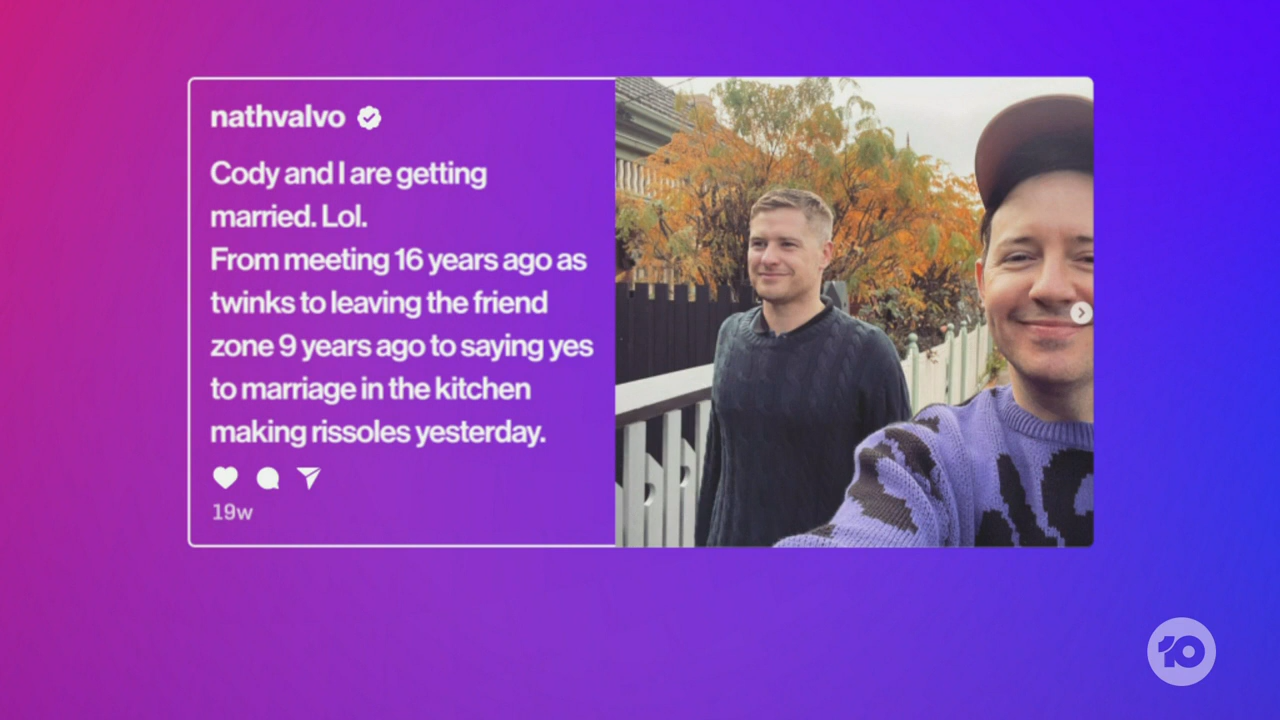 nathvalvo
Cody and I are getting
married. Lol.
From meeting 16 years ago as
twinks to leaving the friend
zone 9 years ago to saying yes
to marriage in the kitchen
making rissoles yesterday.
19w
10